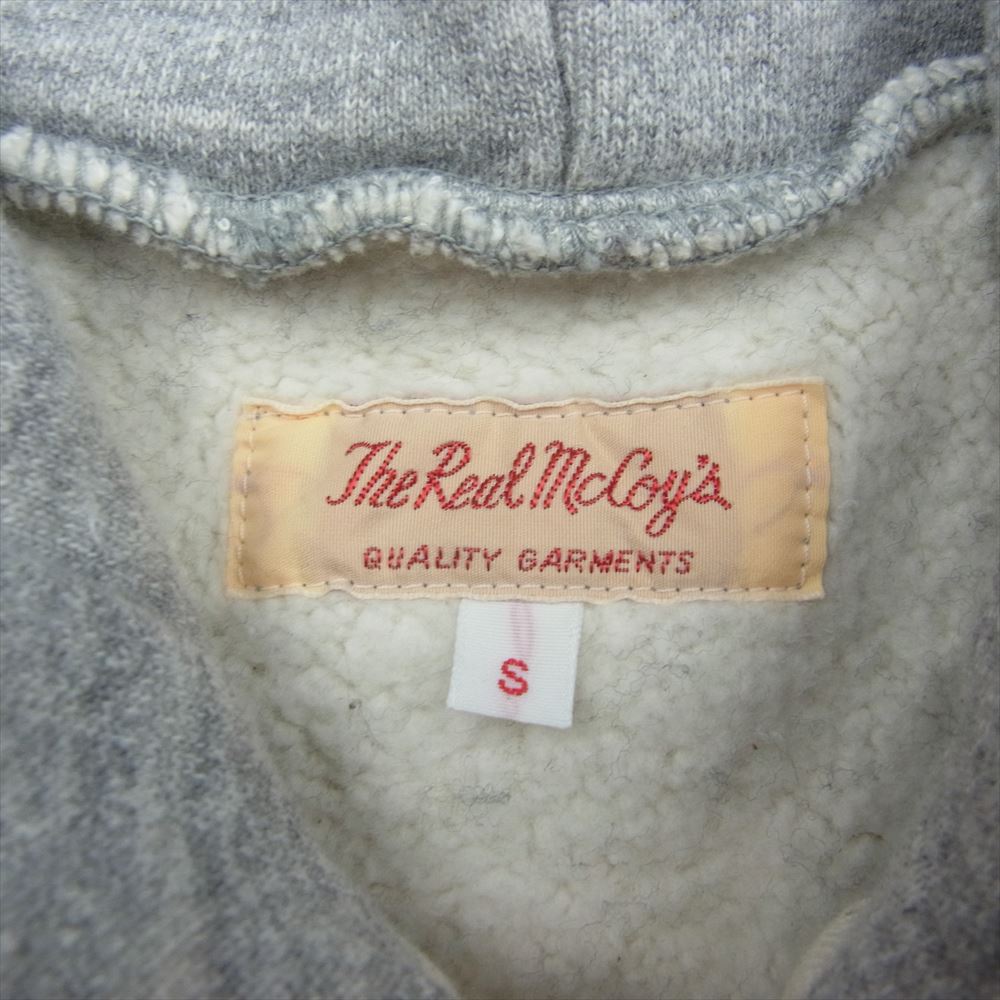 The Real McCoy's
QUALITY GARMENTS
S